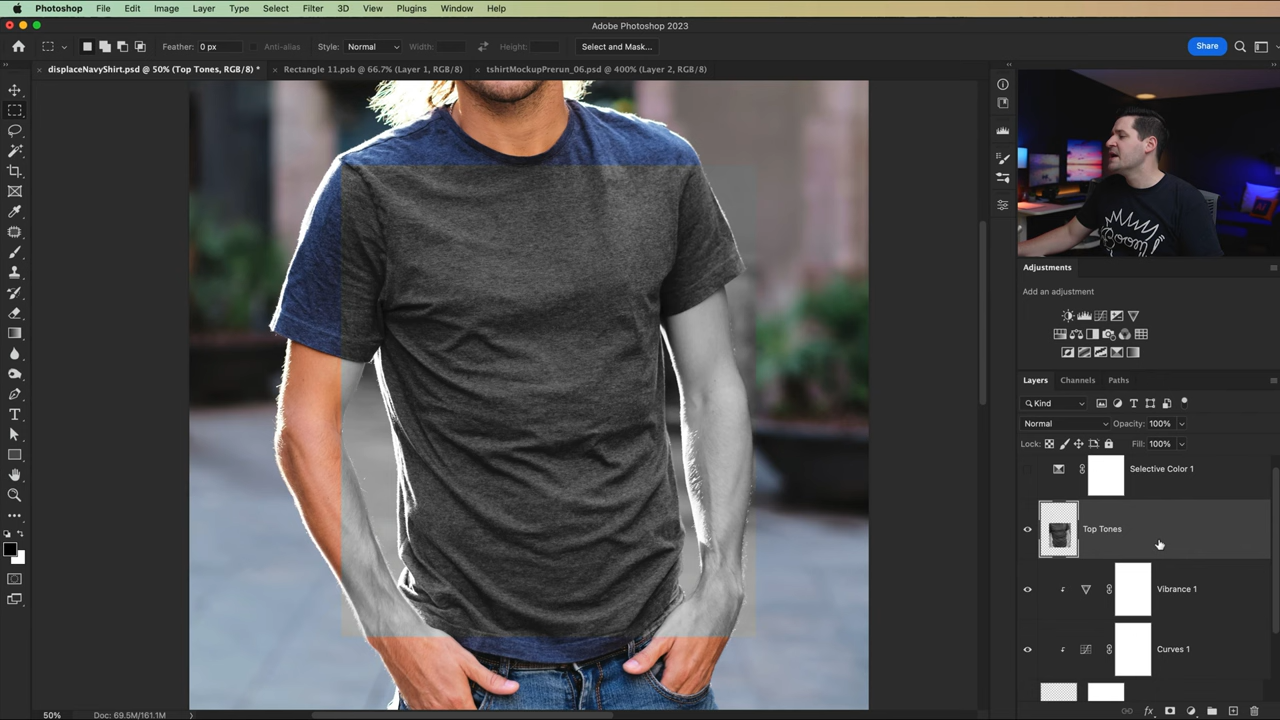 Photoshop File Edit Image Layer Type Select Filter 3D View Plugins Window Help
Adobe Photoshop 2023
Feather: 0 px Anti-alias Style: Normal Width: Height: Select and Mask... Share
displaceNavyShirt.psd @ 50% (Top Tones, RGB/8) * Rectangle 11.psb @ 66.7% (Layer 1, RGB/8) tshirtMockupPrerun_06.psd @ 400% (Layer 2, RGB/8)
Adjustments
Add an adjustment
Layers Channels Paths
Kind
Normal Opacity: 100%
Lock: Fill: 100%
Selective Color 1
Top Tones
Vibrance 1
Curves 1
50% Doc: 69.5M/161.1M